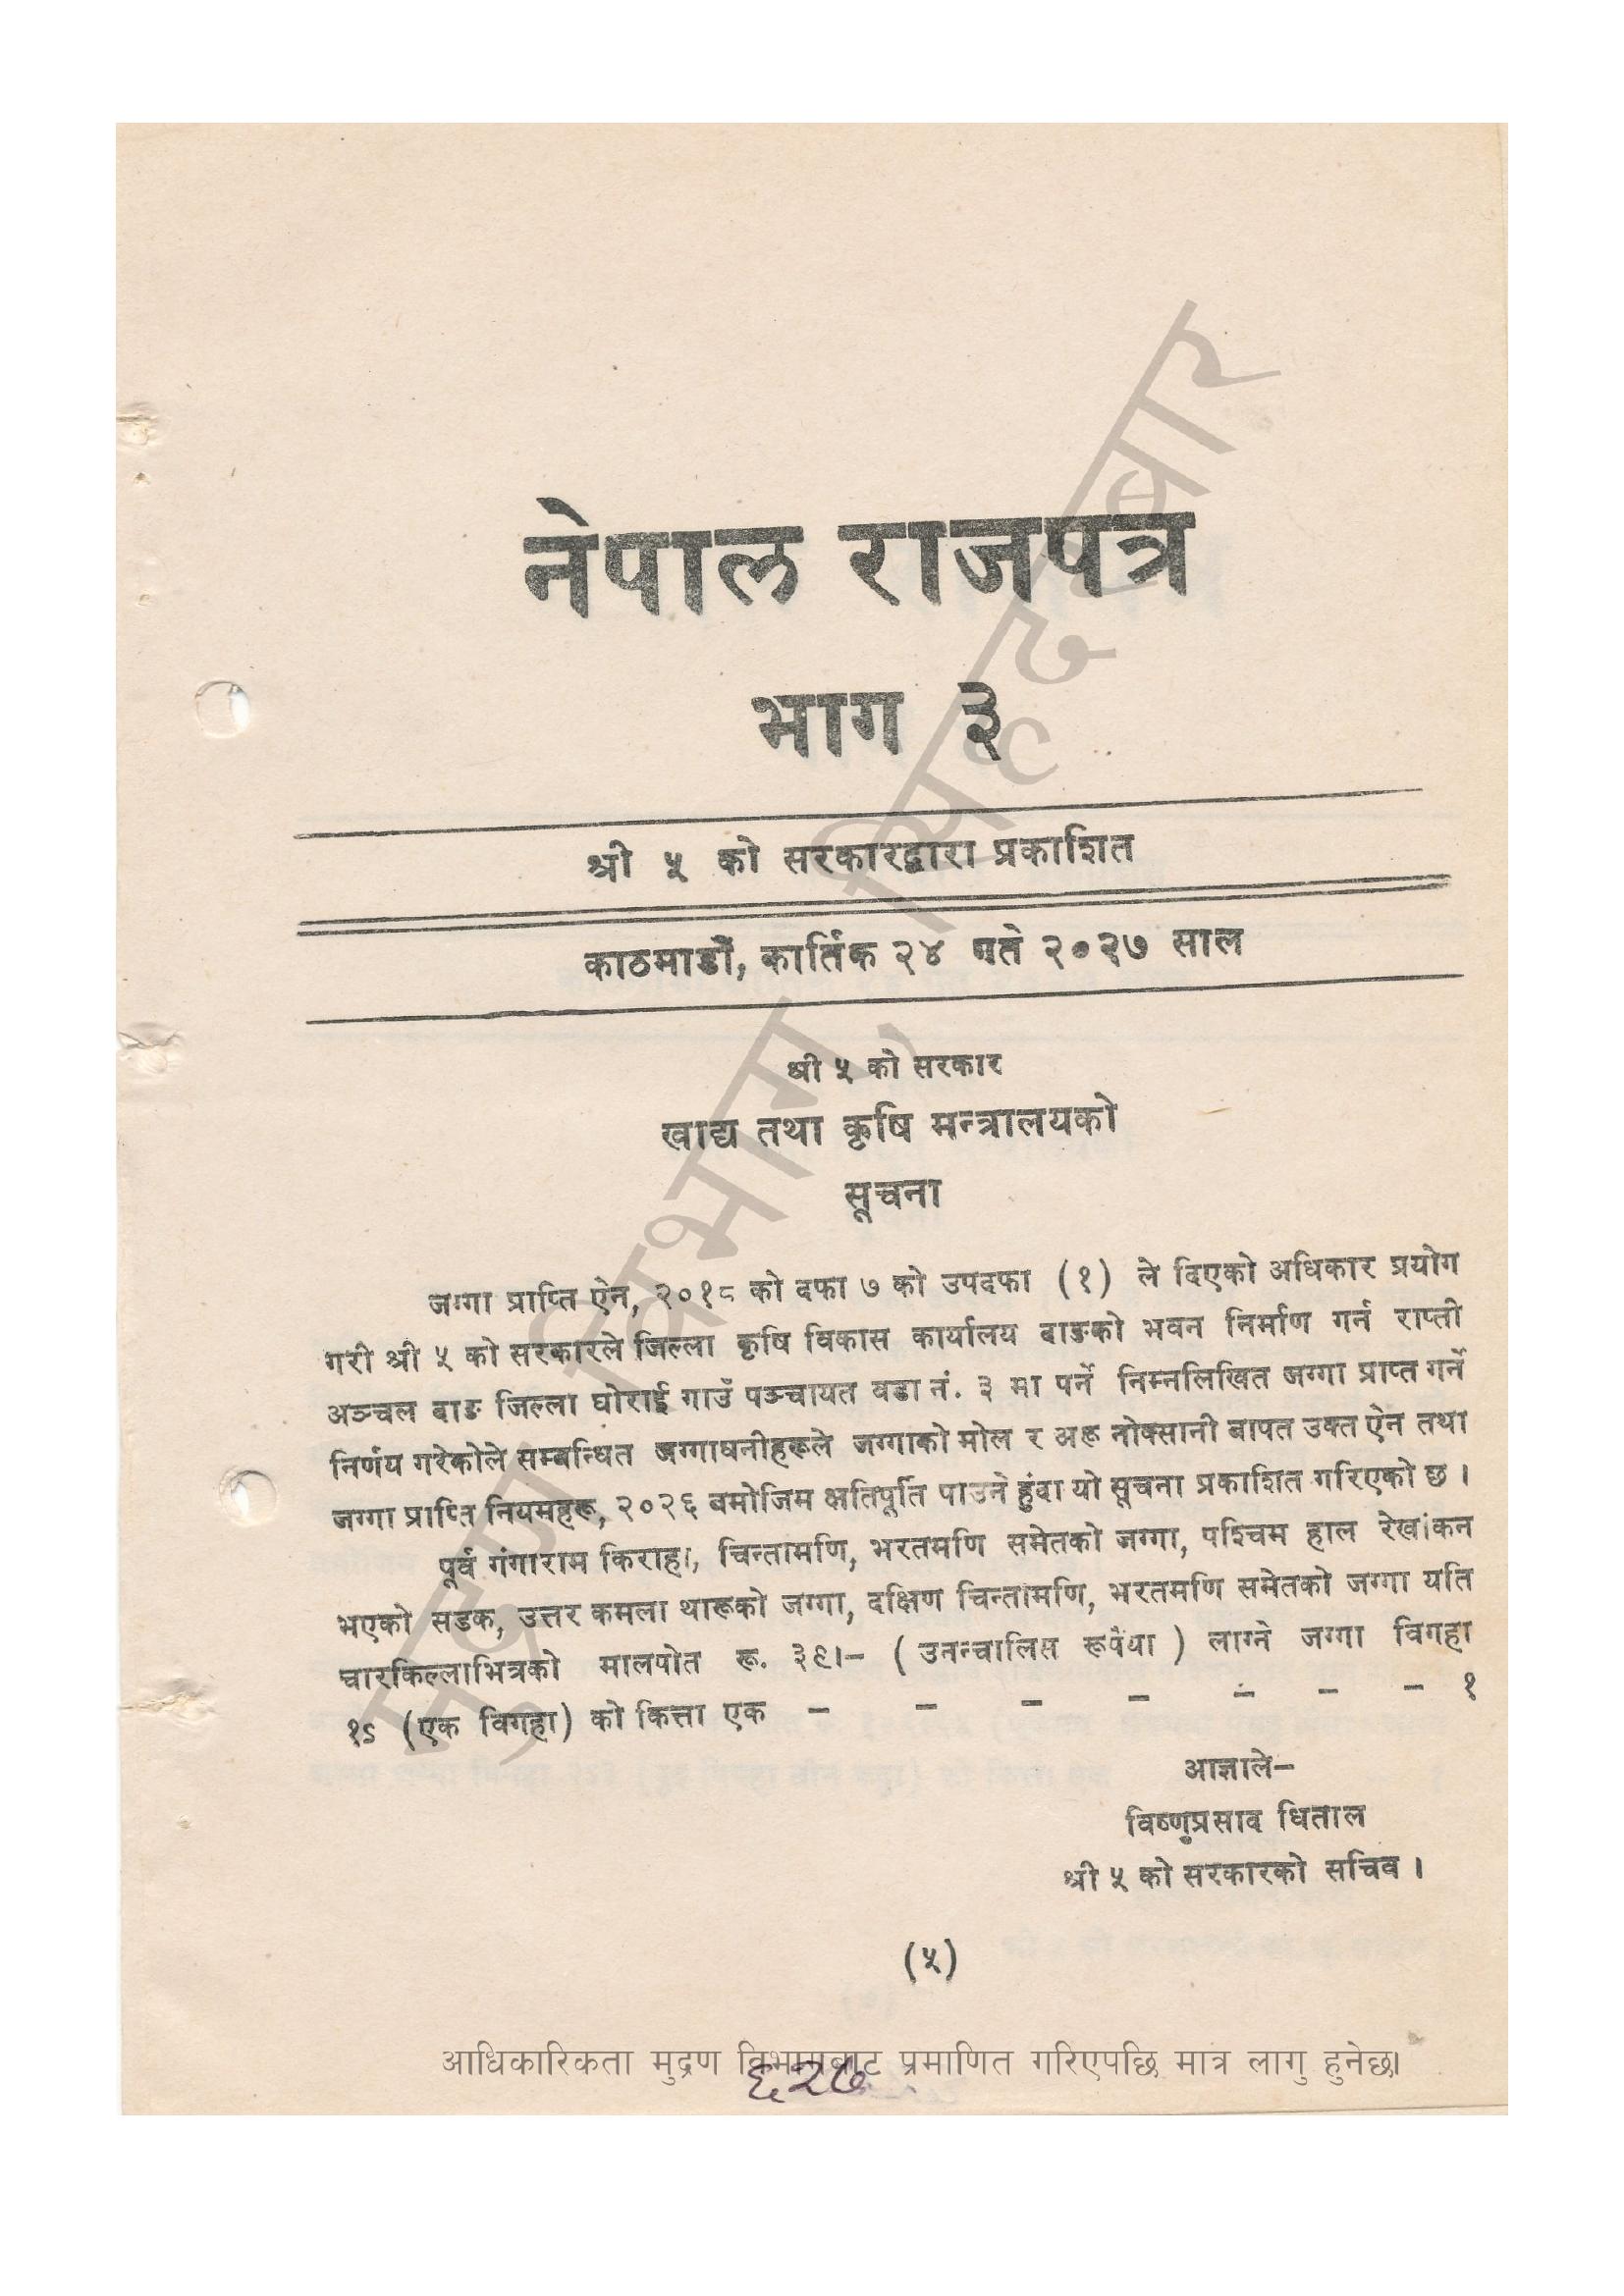 नेपाल राजपत्र
भाग ३
श्री ५ को सरकारद्वारा प्रकाशित
काठमाडौं, कार्तिक २४ गते २०२७ साल
श्री ५ को सरकार
खाद्य तथा कृषि मन्त्रालयको
सूचना
जग्गा प्राप्ति ऐन, २०१८ को दफा ७ को उपदफा (१) ले दिएको अधिकार प्रयोग
गरी श्री ५ को सरकारले जिल्ला कृषि विकास कार्यालय दाङको भवन निर्माण गर्न राप्ती
अञ्चल दाङ जिल्ला घोराई गाउँ पञ्चायत वडा नं. ३ मा पर्ने निम्नलिखित जग्गा प्राप्त गर्ने
निर्णय गरेकोले सम्बन्धित जग्गाधनीहरूले जग्गाको मोल र अरू नोक्सानी बापत उक्त ऐन तथा
जग्गा प्राप्ति नियमहरू, २०२६ बमोजिम क्षतिपूर्ति पाउने हुंदा यो सूचना प्रकाशित गरिएको छ ।
पूर्व गंगाराम किराहा, चिन्तामणि, भरतमणि समेतको जग्गा, पश्चिम हाल रेखांकन
भएको सडक, उत्तर कमला थारूको जग्गा, दक्षिण चिन्तामणि, भरतमणि समेतको जग्गा यति
चारकिल्लाभित्रको मालपोत रू. ३९।– ( उनन्चालिस रूपैया ) लाग्ने जग्गा विगहा
१ऽ (एक विगहा) को कित्ता एक – – – – – – – १
आज्ञाले–
विष्णुप्रसाद धिताल
श्री ५ को सरकारको सचिव ।
(५)
आधिकारिकता मुद्रण विभागबाट प्रमाणित गरिएपछि मात्र लागु हुनेछ।
६२७
मुद्रण विभाग, सिंहदरबार